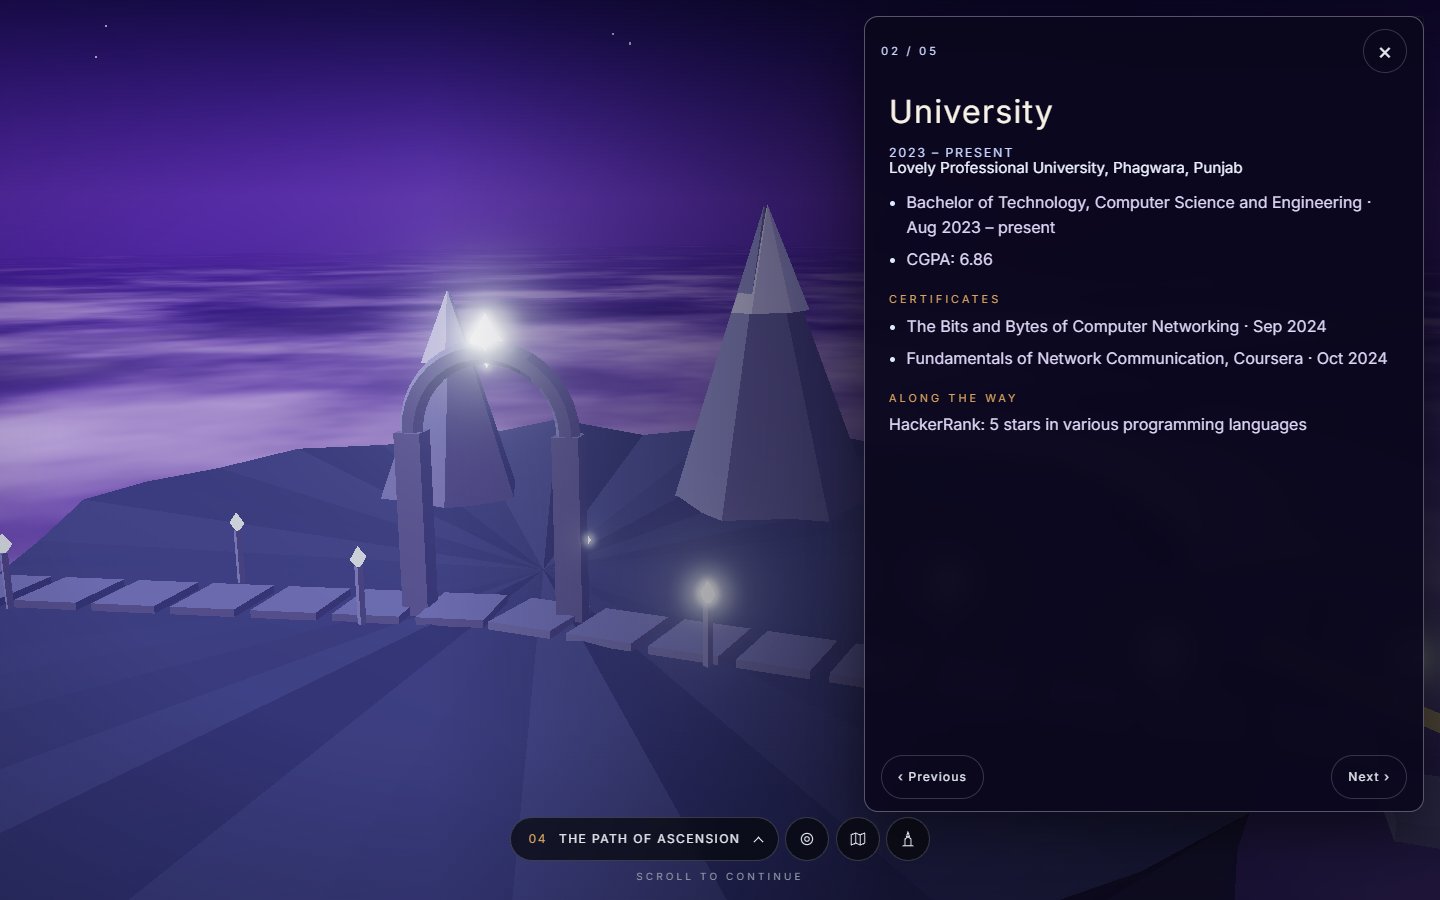 02 / 05
×
University
2023 – PRESENT
Lovely Professional University, Phagwara, Punjab
• Bachelor of Technology, Computer Science and Engineering ·
Aug 2023 – present
• CGPA: 6.86
CERTIFICATES
• The Bits and Bytes of Computer Networking · Sep 2024
• Fundamentals of Network Communication, Coursera · Oct 2024
ALONG THE WAY
HackerRank: 5 stars in various programming languages
‹ Previous
Next ›
04 THE PATH OF ASCENSION
SCROLL TO CONTINUE